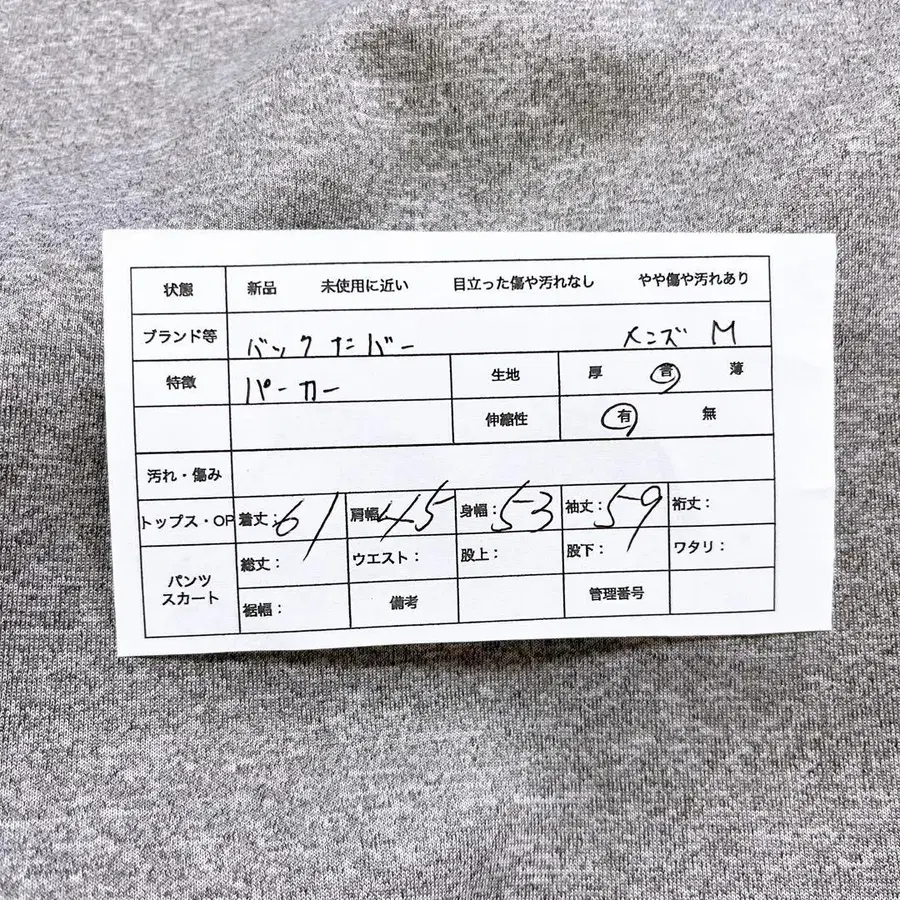 状態 新品 未使用に近い 目立った傷や汚れなし やや傷や汚れあり
ブランド等 バックナンバー メンズ M
特徴 パーカー 生地 厚 普 薄
伸縮性 有 無
汚れ・傷み
トップス・OP 着丈：61 肩幅：45 身幅：53 袖丈：59 裄丈：
パンツ スカート 総丈： ウエスト： 股上： 股下： ワタリ：
裾幅： 備考 管理番号